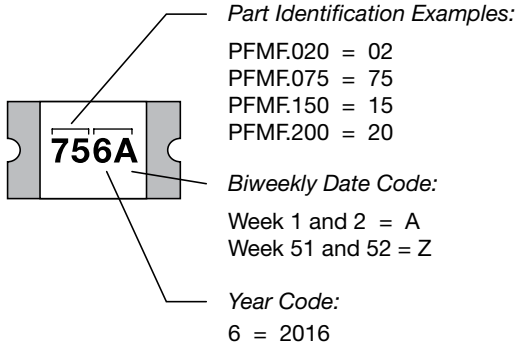 Part Identification Examples:
PFMF.020 = 02
PFMF.075 = 75
PFMF.150 = 15
PFMF.200 = 20
756A
Biweekly Date Code:
Week 1 and 2 = A
Week 51 and 52 = Z
Year Code:
6 = 2016